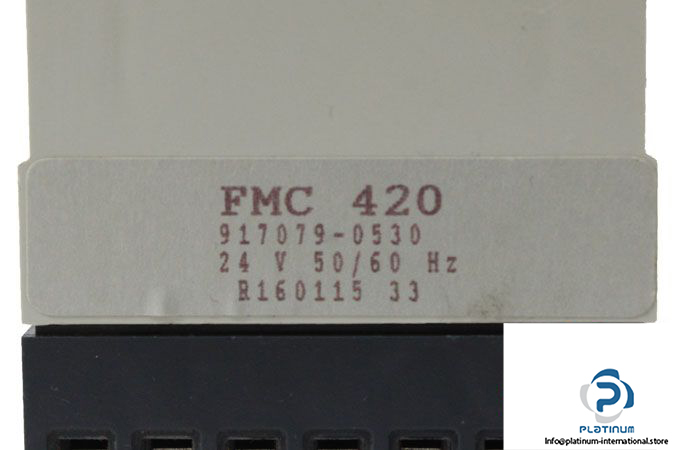 FMC 420
917079-0530
24 V 50/60 Hz
R160115 33
PLATINUM
Info@platinum-international.store